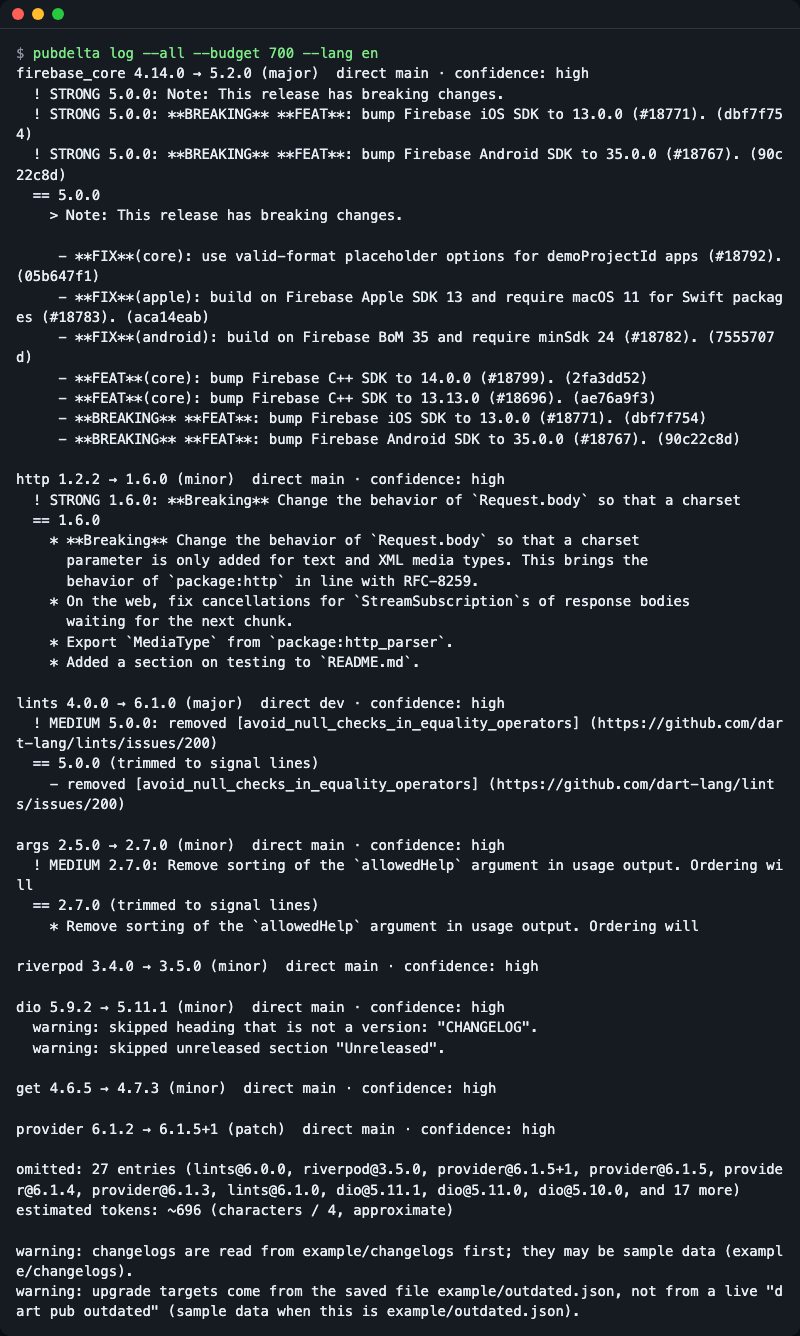 $ pubdelta log --all --budget 700 --lang en
firebase_core 4.14.0 → 5.2.0 (major)  direct main · confidence: high
  ! STRONG 5.0.0: Note: This release has breaking changes.
  ! STRONG 5.0.0: **BREAKING** **FEAT**: bump Firebase iOS SDK to 13.0.0 (#18771). (dbf7f75
4)
  ! STRONG 5.0.0: **BREAKING** **FEAT**: bump Firebase Android SDK to 35.0.0 (#18767). (90c
22c8d)
  == 5.0.0
    > Note: This release has breaking changes.

     - **FIX**(core): use valid-format placeholder options for demoProjectId apps (#18792).
(05b647f1)
     - **FIX**(apple): build on Firebase Apple SDK 13 and require macOS 11 for Swift packag
es (#18783). (aca14eab)
     - **FIX**(android): build on Firebase BoM 35 and require minSdk 24 (#18782). (7555707
d)
     - **FEAT**(core): bump Firebase C++ SDK to 14.0.0 (#18799). (2fa3dd52)
     - **FEAT**(core): bump Firebase C++ SDK to 13.13.0 (#18696). (ae76a9f3)
     - **BREAKING** **FEAT**: bump Firebase iOS SDK to 13.0.0 (#18771). (dbf7f754)
     - **BREAKING** **FEAT**: bump Firebase Android SDK to 35.0.0 (#18767). (90c22c8d)

http 1.2.2 → 1.6.0 (minor)  direct main · confidence: high
  ! STRONG 1.6.0: **Breaking** Change the behavior of `Request.body` so that a charset
  == 1.6.0
    * **Breaking** Change the behavior of `Request.body` so that a charset
      parameter is only added for text and XML media types. This brings the
      behavior of `package:http` in line with RFC-8259.
    * On the web, fix cancellations for `StreamSubscription`s of response bodies
      waiting for the next chunk.
    * Export `MediaType` from `package:http_parser`.
    * Added a section on testing to `README.md`.

lints 4.0.0 → 6.1.0 (major)  direct dev · confidence: high
  ! MEDIUM 5.0.0: removed [avoid_null_checks_in_equality_operators] (https://github.com/dar
t-lang/lints/issues/200)
  == 5.0.0 (trimmed to signal lines)
    - removed [avoid_null_checks_in_equality_operators] (https://github.com/dart-lang/lint
s/issues/200)

args 2.5.0 → 2.7.0 (minor)  direct main · confidence: high
  ! MEDIUM 2.7.0: Remove sorting of the `allowedHelp` argument in usage output. Ordering wi
ll
  == 2.7.0 (trimmed to signal lines)
    * Remove sorting of the `allowedHelp` argument in usage output. Ordering will

riverpod 3.4.0 → 3.5.0 (minor)  direct main · confidence: high

dio 5.9.2 → 5.11.1 (minor)  direct main · confidence: high
  warning: skipped heading that is not a version: "CHANGELOG".
  warning: skipped unreleased section "Unreleased".

get 4.6.5 → 4.7.3 (minor)  direct main · confidence: high

provider 6.1.2 → 6.1.5+1 (patch)  direct main · confidence: high

omitted: 27 entries (lints@6.0.0, riverpod@3.5.0, provider@6.1.5+1, provider@6.1.5, provide
r@6.1.4, provider@6.1.3, lints@6.1.0, dio@5.11.1, dio@5.11.0, dio@5.10.0, and 17 more)
estimated tokens: ~696 (characters / 4, approximate)

warning: changelogs are read from example/changelogs first; they may be sample data (exampl
e/changelogs).
warning: upgrade targets come from the saved file example/outdated.json, not from a live "d
art pub outdated" (sample data when this is example/outdated.json).